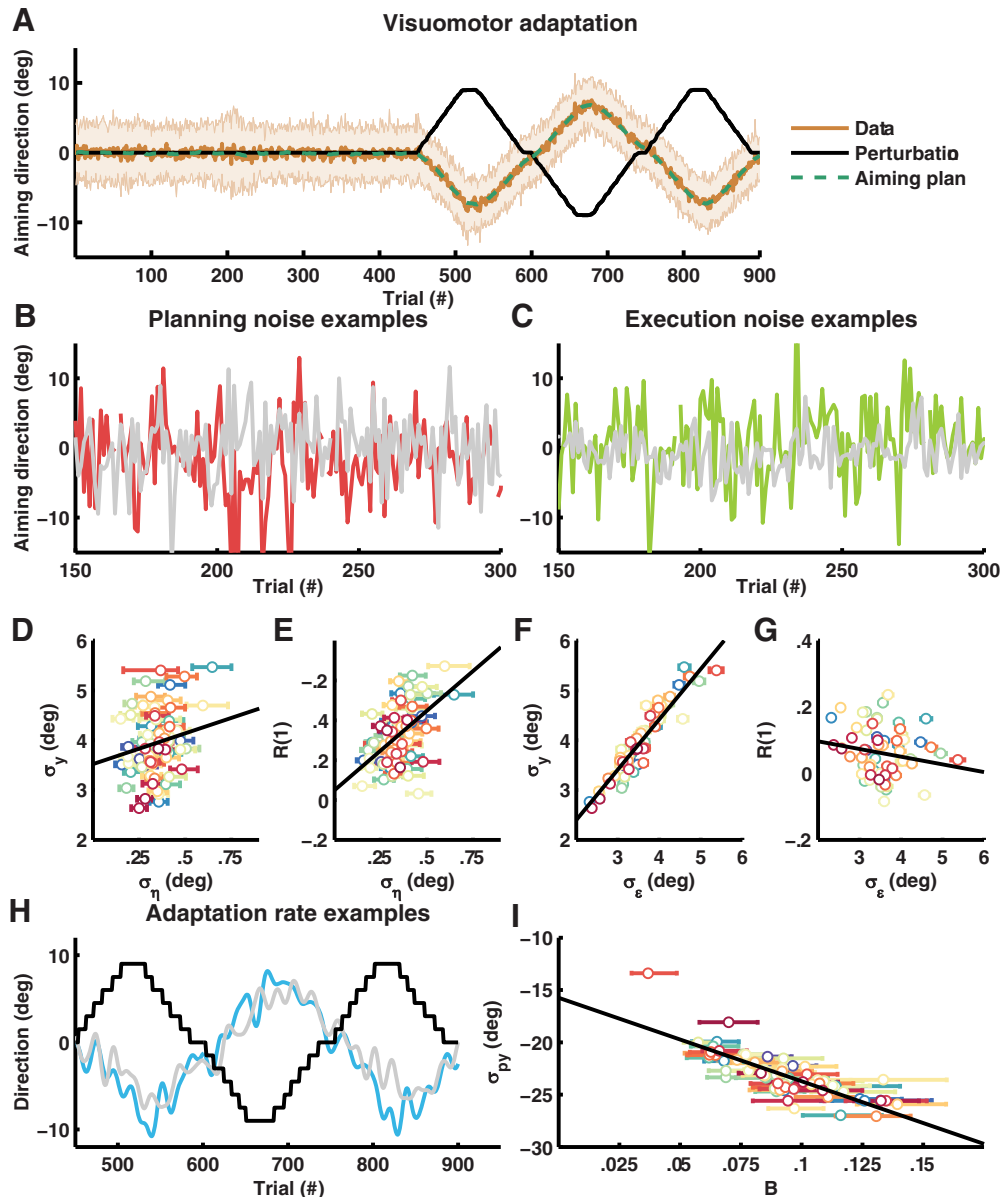 A
Visuomotor adaptation
Aiming direction (deg)
10
0
−10
100 200 300 400 500 600 700 800 900
Trial (#)
Data
Perturbation
Aiming plan
B
Planning noise examples
Aiming direction (deg)
10
0
−10
150 200 250 300
Trial (#)
C
Execution noise examples
10
0
−10
150 200 250 300
Trial (#)
D
σy (deg)
6
5
4
3
2
.25 .5 .75
ση (deg)
E
R(1)
−.2
.4
.2
0
−.2
.25 .5 .75
ση (deg)
F
σy (deg)
6
5
4
3
2
3 4 5 6
σε (deg)
G
R(1)
.4
.2
0
−.2
3 4 5 6
σε (deg)
H
Adaptation rate examples
Direction (deg)
10
0
−10
500 600 700 800 900
Trial (#)
I
σpy (deg)
−10
−15
−20
−25
−30
.025 .05 .075 .1 .125 .15
B